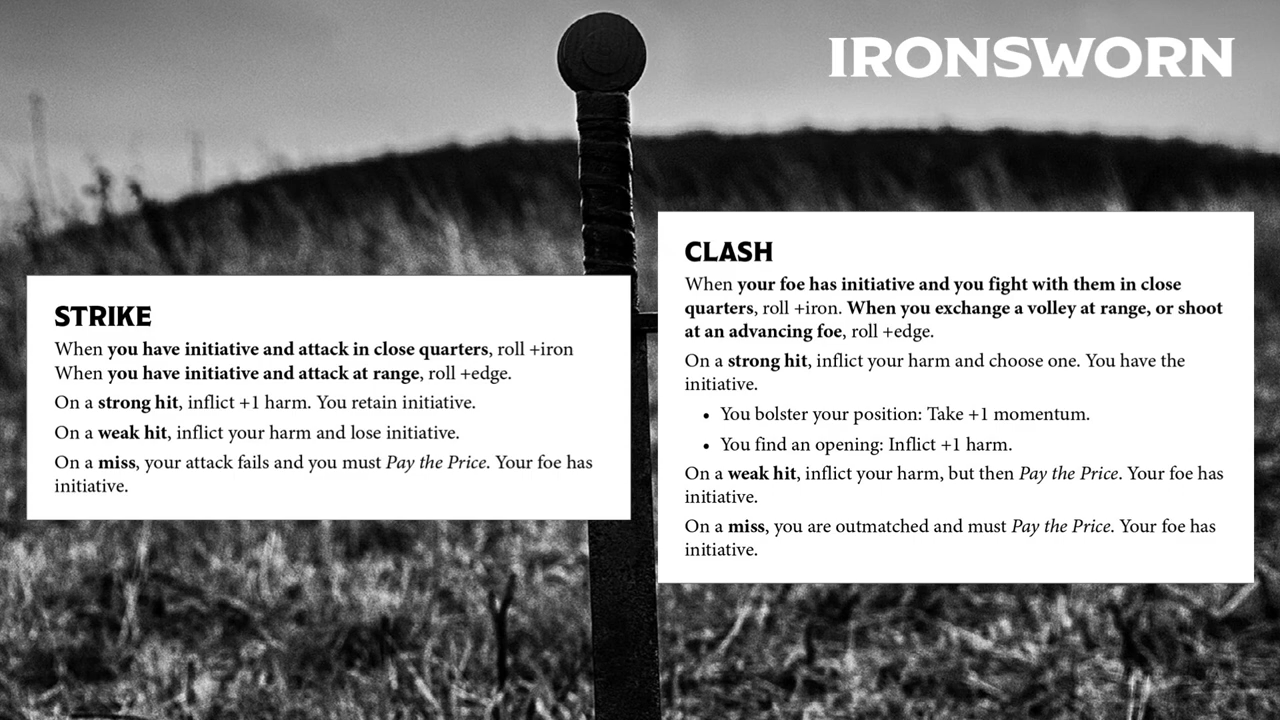 IRONSWORN
STRIKE
When you have initiative and attack in close quarters, roll +iron
When you have initiative and attack at range, roll +edge.
On a strong hit, inflict +1 harm. You retain initiative.
On a weak hit, inflict your harm and lose initiative.
On a miss, your attack fails and you must Pay the Price. Your foe has
initiative.
CLASH
When your foe has initiative and you fight with them in close
quarters, roll +iron. When you exchange a volley at range, or shoot
at an advancing foe, roll +edge.
On a strong hit, inflict your harm and choose one. You have the
initiative.
• You bolster your position: Take +1 momentum.
• You find an opening: Inflict +1 harm.
On a weak hit, inflict your harm, but then Pay the Price. Your foe has
initiative.
On a miss, you are outmatched and must Pay the Price. Your foe has
initiative.